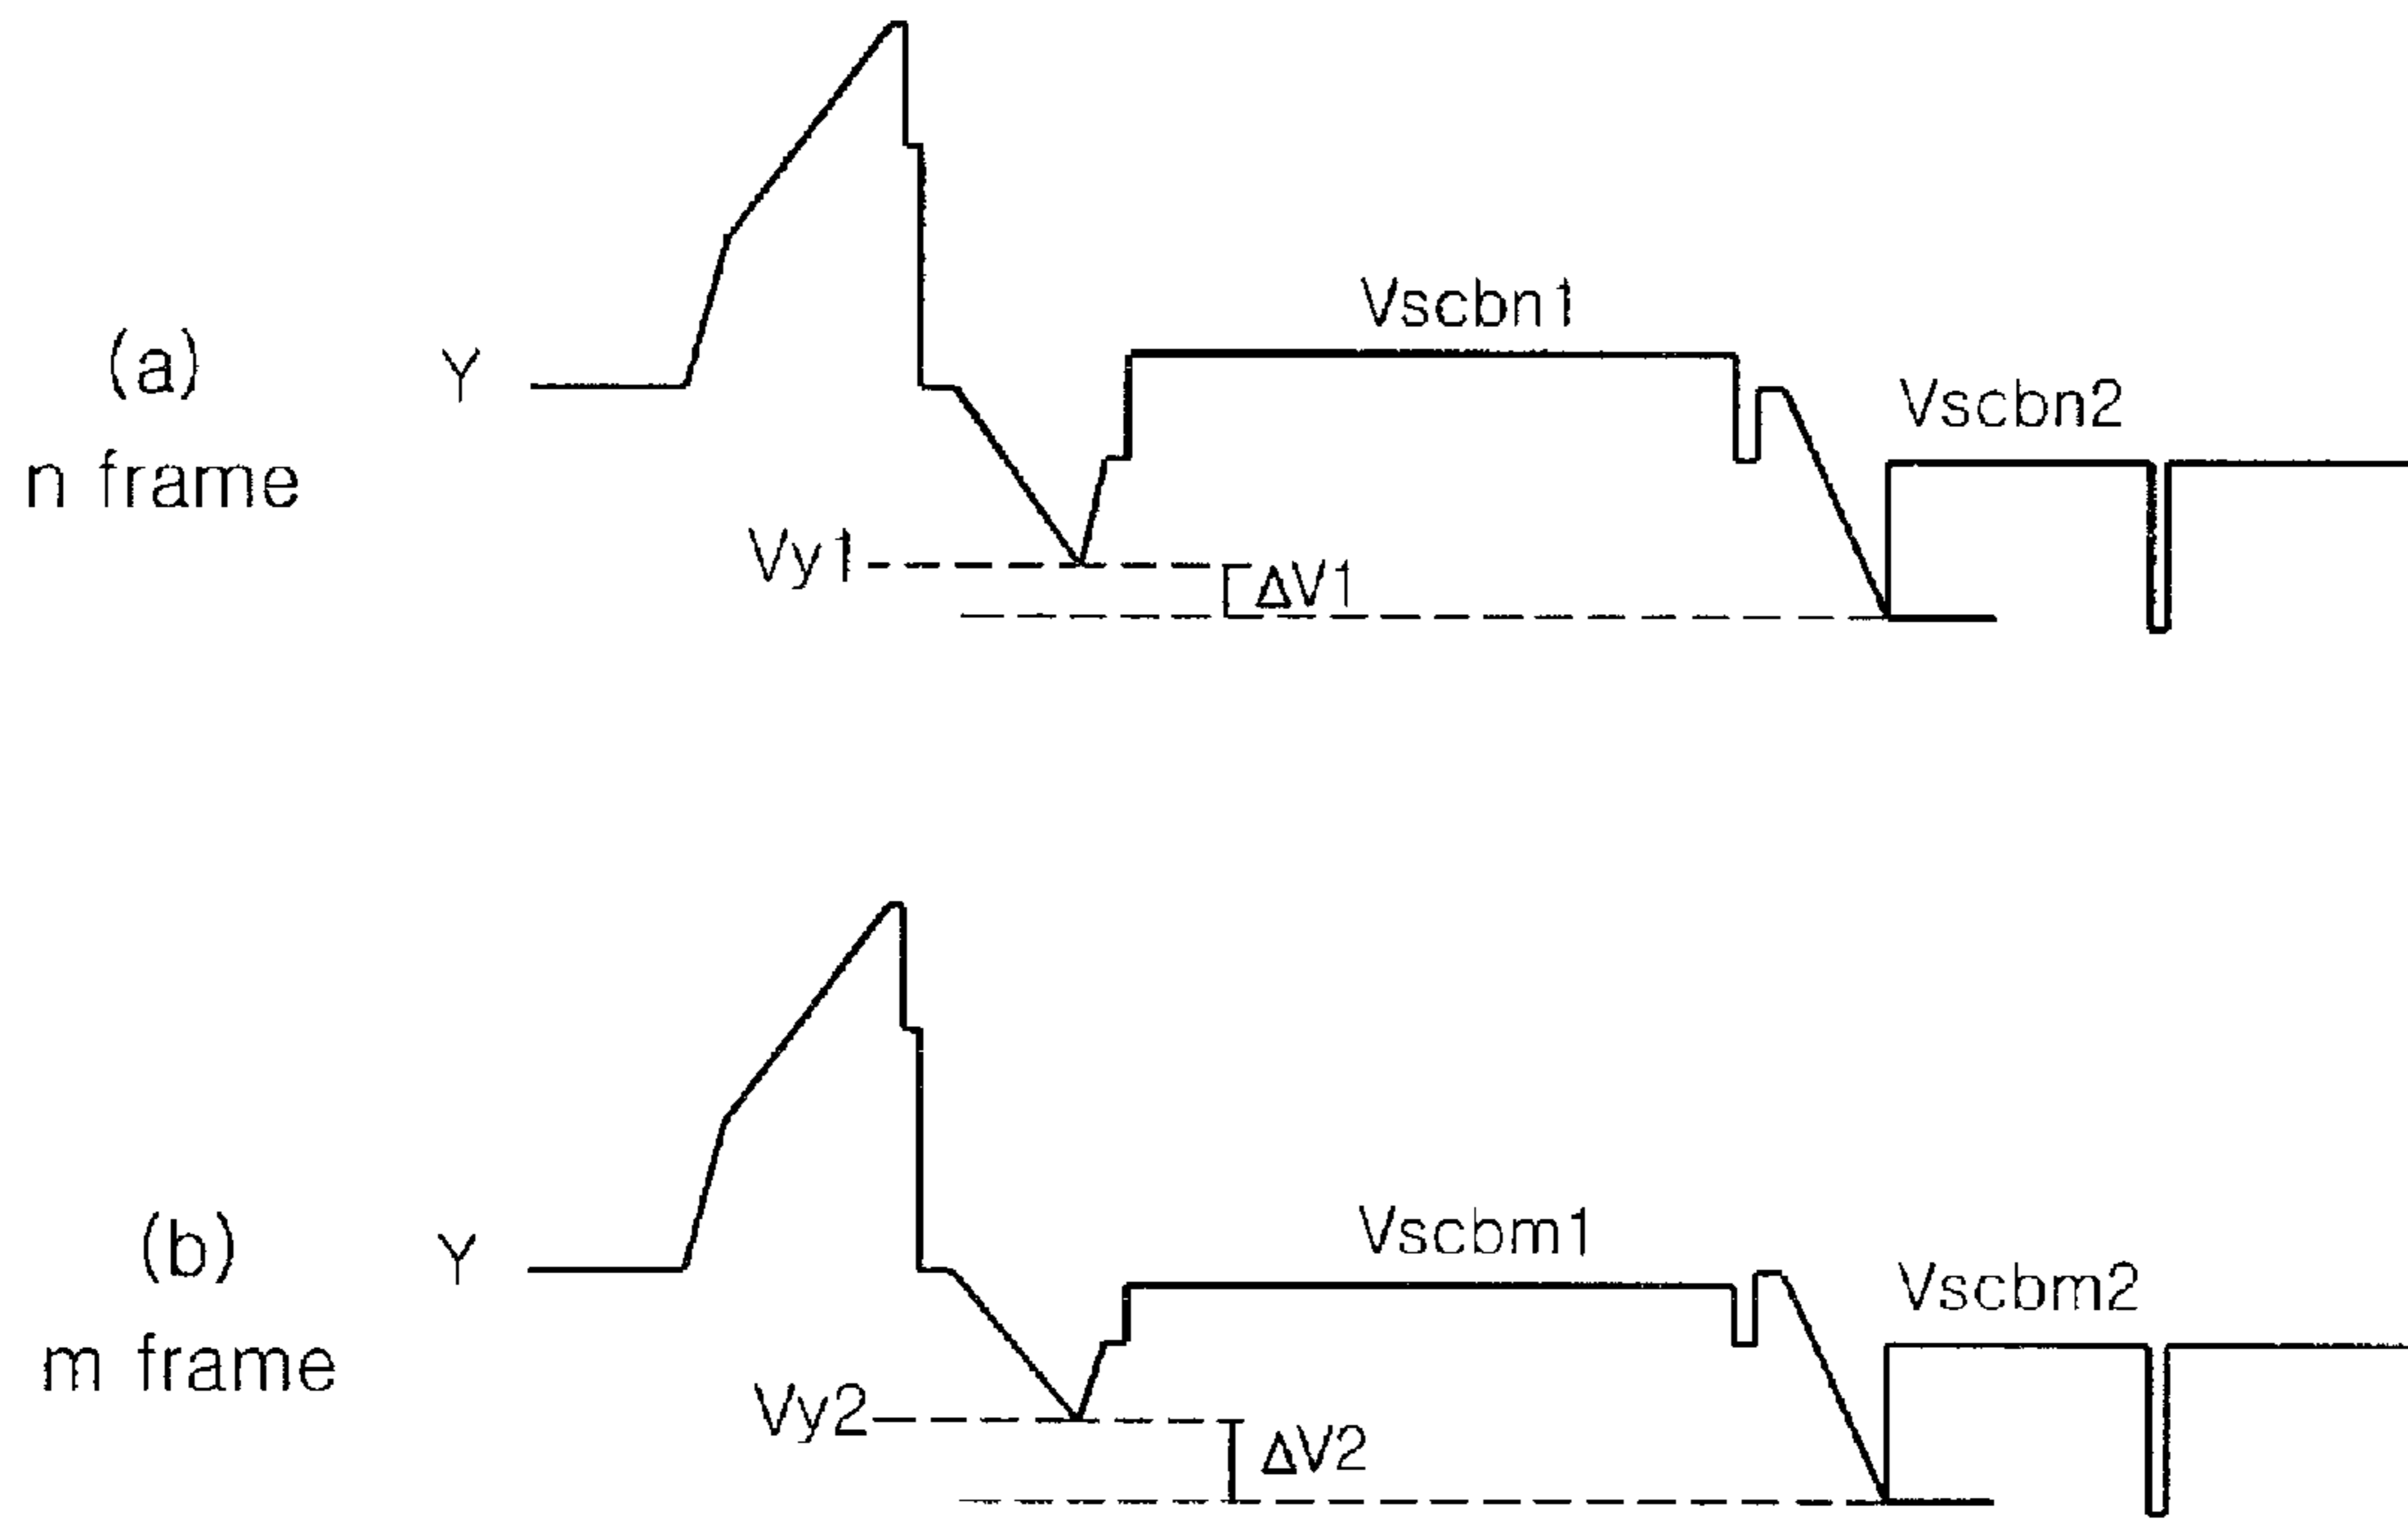 (a)
n frame
Y
Vscbn1
Vscbn2
Vy1
ΔV1
(b)
m frame
Y
Vscbm1
Vscbm2
Vy2
ΔV2